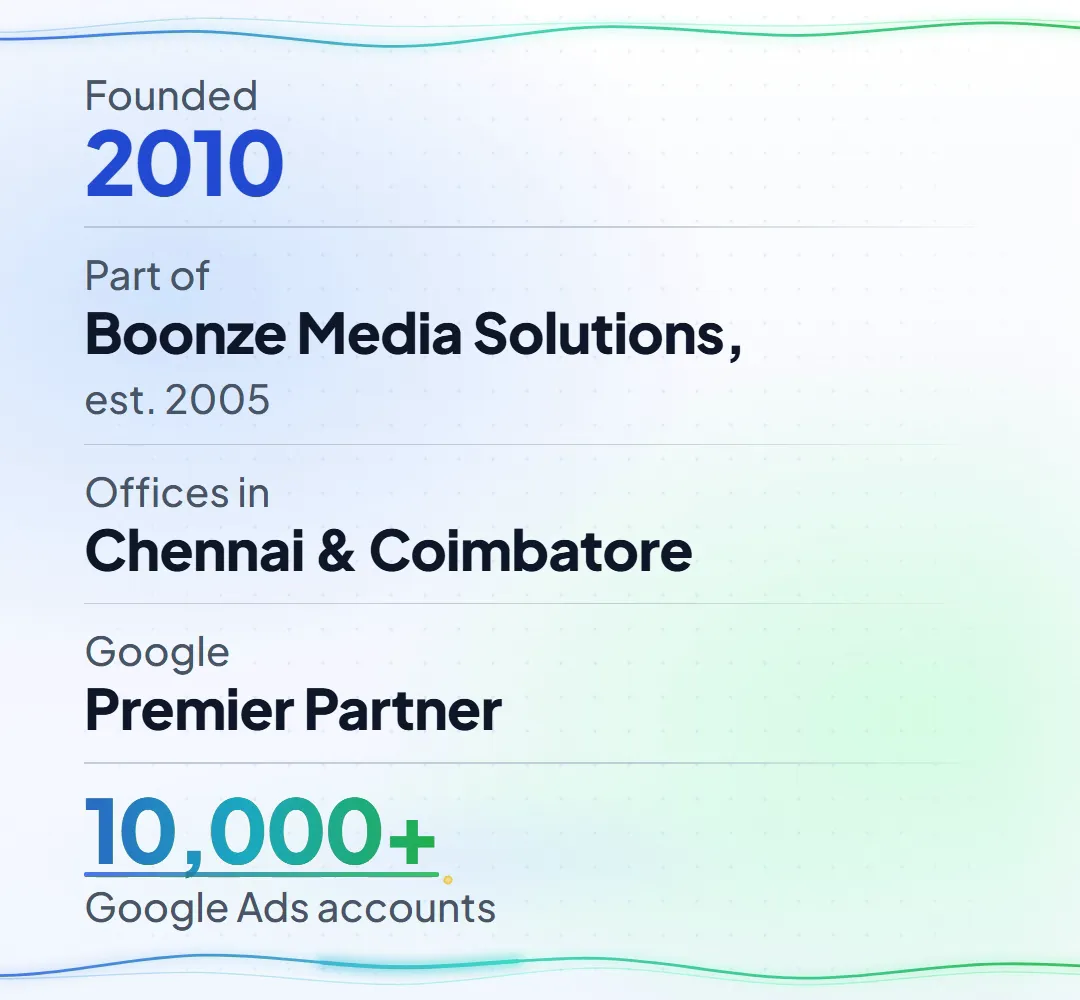 Founded
2010
Part of
Boonze Media Solutions,
est. 2005
Offices in
Chennai & Coimbatore
Google
Premier Partner
10,000+
Google Ads accounts